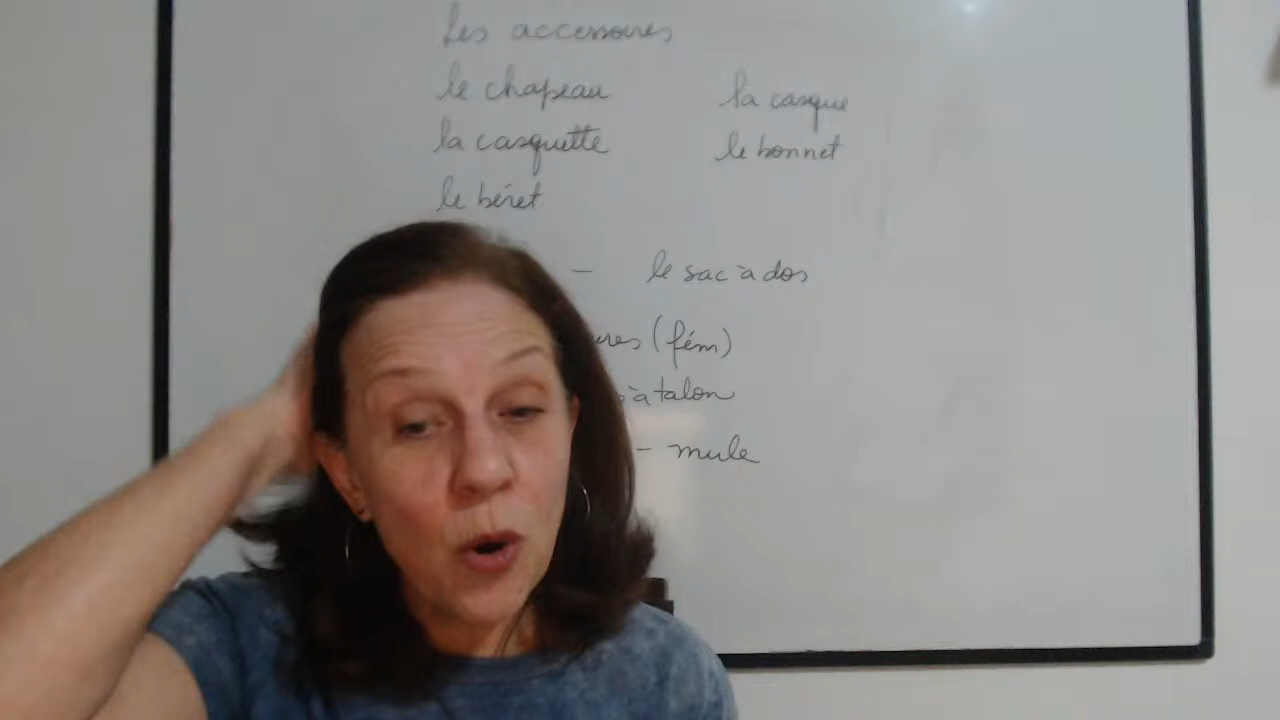 Les accessoires
le chapeau la casque
la casquette le bonnet
le béret
– le sac à dos
(fém)
à talon
– mule